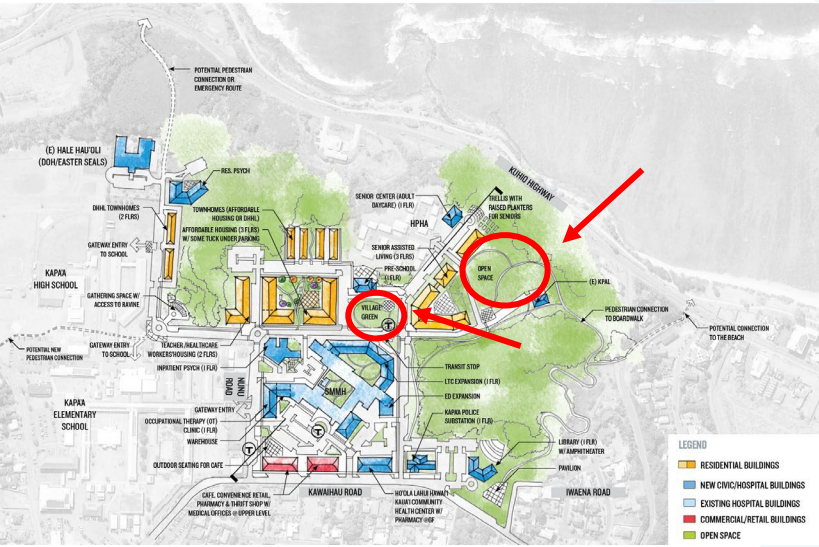 POTENTIAL PEDESTRIAN
CONNECTION OR
EMERGENCY ROUTE
(E) HALE HAU'OLI
(DOH/EASTER SEALS)
RES. PSYCH
KUHIO HIGHWAY
SENIOR CENTER (ADULT
DAYCARE) (1 FLR)
TRELLIS WITH
RAISED PLANTERS
FOR SENIORS
DHHL TOWNHOMES
(2 FLRS)
TOWNHOMES (AFFORDABLE
HOUSING OR DHHL)
AFFORDABLE HOUSING (3 FLRS)
W/ SOME TUCK UNDER PARKING
HPHA
GATEWAY ENTRY
TO SCHOOL
SENIOR ASSISTED
LIVING (3 FLRS)
PRE-SCHOOL
(1 FLR)
OPEN
SPACE
(E) KPAL
KAPA'A
HIGH SCHOOL
GATHERING SPACE W/
ACCESS TO RAVINE
VILLAGE
GREEN
T
PEDESTRIAN CONNECTION
TO BOARDWALK
POTENTIAL CONNECTION
TO THE BEACH
POTENTIAL NEW
PEDESTRIAN CONNECTION
GATEWAY ENTRY
TO SCHOOL
TEACHER/HEALTHCARE
WORKERS'HOUSING (2 FLRS)
INPATIENT PSYCH (1 FLR)
NUNU
ROAD
TRANSIT STOP
LTC EXPANSION (1 FLR)
ED EXPANSION
SMMH
KAPA'A
ELEMENTARY
SCHOOL
GATEWAY ENTRY
OCCUPATIONAL THERAPY (OT)
CLINIC (1 FLR)
WAREHOUSE
T
T
KAPA'A POLICE
SUBSTATION (1 FLR)
LIBRARY (1 FLR)
W/ AMPHITHEATER
OUTDOOR SEATING FOR CAFE
PAVILION
CAFE, CONVENIENCE RETAIL,
PHARMACY & THRIFT SHOP W/
MEDICAL OFFICES @ UPPER LEVEL
KAWAIHAU ROAD
HO'OLA LAHUI HAWAI'I
KAUA'I COMMUNITY
HEALTH CENTER W/
PHARMACY @GF
IWAENA ROAD
LEGEND
RESIDENTIAL BUILDINGS
NEW CIVIC/HOSPITAL BUILDINGS
EXISTING HOSPITAL BUILDINGS
COMMERCIAL/RETAIL BUILDINGS
OPEN SPACE